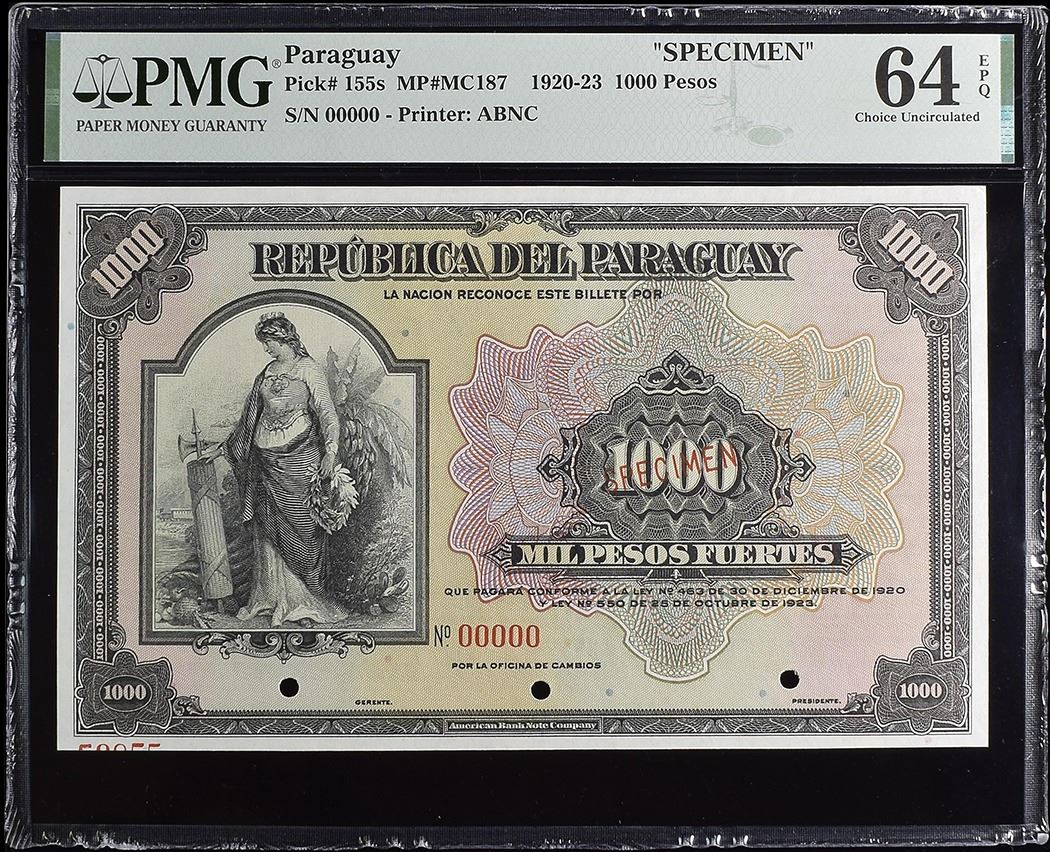 PMG®
PAPER MONEY GUARANTY
Paraguay "SPECIMEN"
Pick# 155s MP#MC187 1920-23 1000 Pesos
S/N 00000 - Printer: ABNC
64
EPQ
Choice Uncirculated
1000 1000
REPÚBLICA DEL PARAGUAY
LA NACION RECONOCE ESTE BILLETE POR
1000
SPECIMEN
MIL PESOS FUERTES
QUE PAGARÁ CONFORME A LA LEY Nº 463 DE 30 DE DICIEMBRE DE 1920
Y LEY Nº 550 DE 25 DE OCTUBRE DE 1923.
Nº 00000
POR LA OFICINA DE CAMBIOS
1000 1000
GERENTE. PRESIDENTE.
American Bank Note Company